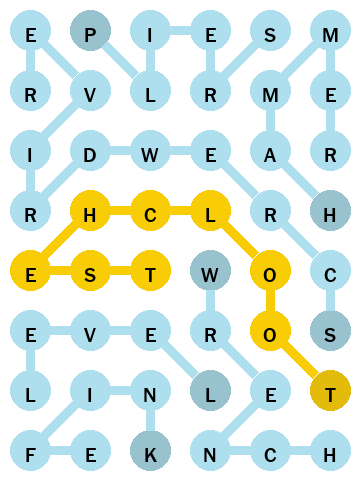 E P I E S M
R V L R M E
I D W E A R
R H C L R H
E S T W O C
E V E R O S
L I N L E T
F E K N C H